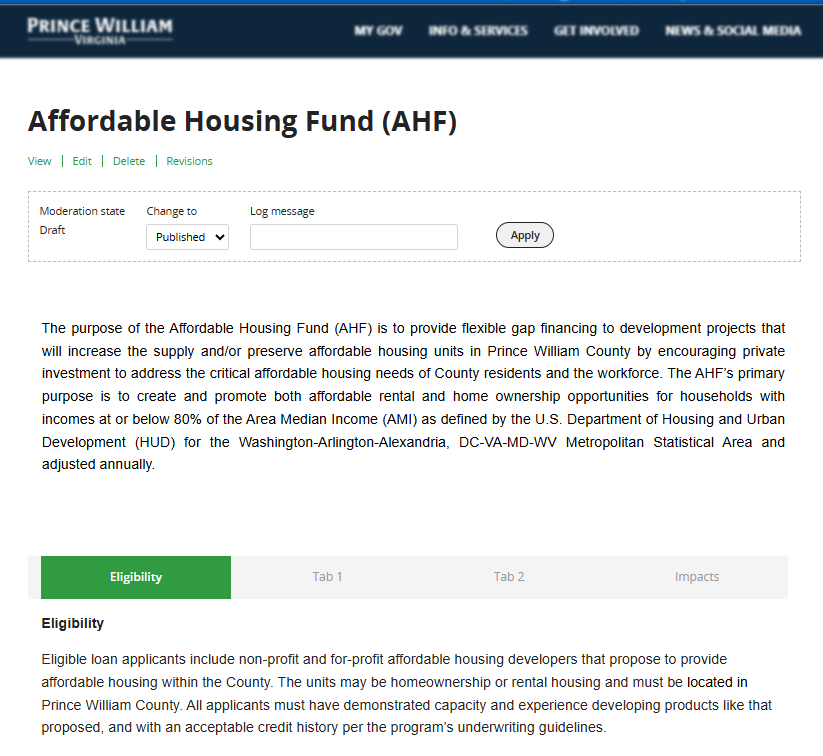 PRINCE WILLIAM
VIRGINIA
MY GOV INFO & SERVICES GET INVOLVED NEWS & SOCIAL MEDIA
Affordable Housing Fund (AHF)
View | Edit | Delete | Revisions
Moderation state Change to Log message
Draft
Published
Apply
The purpose of the Affordable Housing Fund (AHF) is to provide flexible gap financing to development projects that
will increase the supply and/or preserve affordable housing units in Prince William County by encouraging private
investment to address the critical affordable housing needs of County residents and the workforce. The AHF's primary
purpose is to create and promote both affordable rental and home ownership opportunities for households with
incomes at or below 80% of the Area Median Income (AMI) as defined by the U.S. Department of Housing and Urban
Development (HUD) for the Washington-Arlington-Alexandria, DC-VA-MD-WV Metropolitan Statistical Area and
adjusted annually.
Eligibility Tab 1 Tab 2 Impacts
Eligibility
Eligible loan applicants include non-profit and for-profit affordable housing developers that propose to provide
affordable housing within the County. The units may be homeownership or rental housing and must be located in
Prince William County. All applicants must have demonstrated capacity and experience developing products like that
proposed, and with an acceptable credit history per the program's underwriting guidelines.